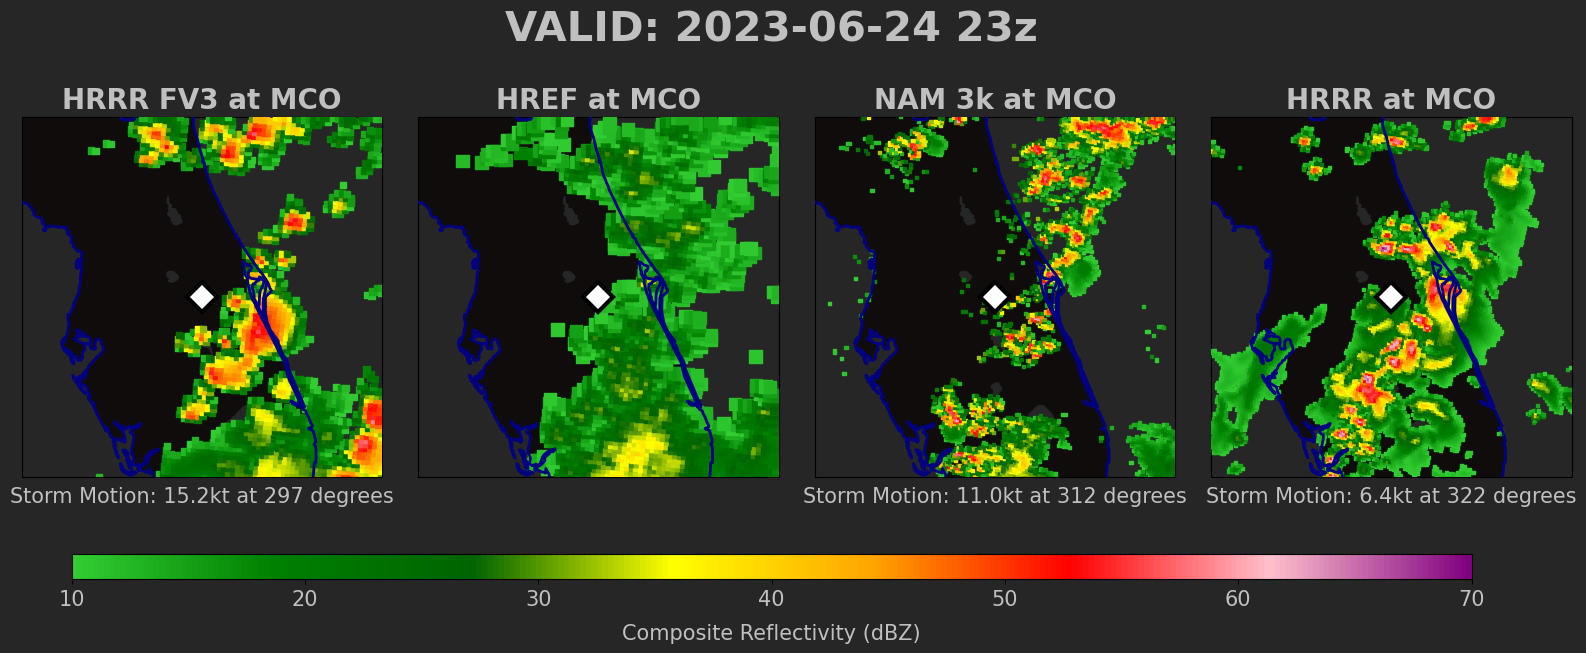 VALID: 2023-06-24 23z
HRRR FV3 at MCO
HREF at MCO
NAM 3k at MCO
HRRR at MCO
Storm Motion: 15.2kt at 297 degrees
Storm Motion: 11.0kt at 312 degrees
Storm Motion: 6.4kt at 322 degrees
10 20 30 40 50 60 70
Composite Reflectivity (dBZ)